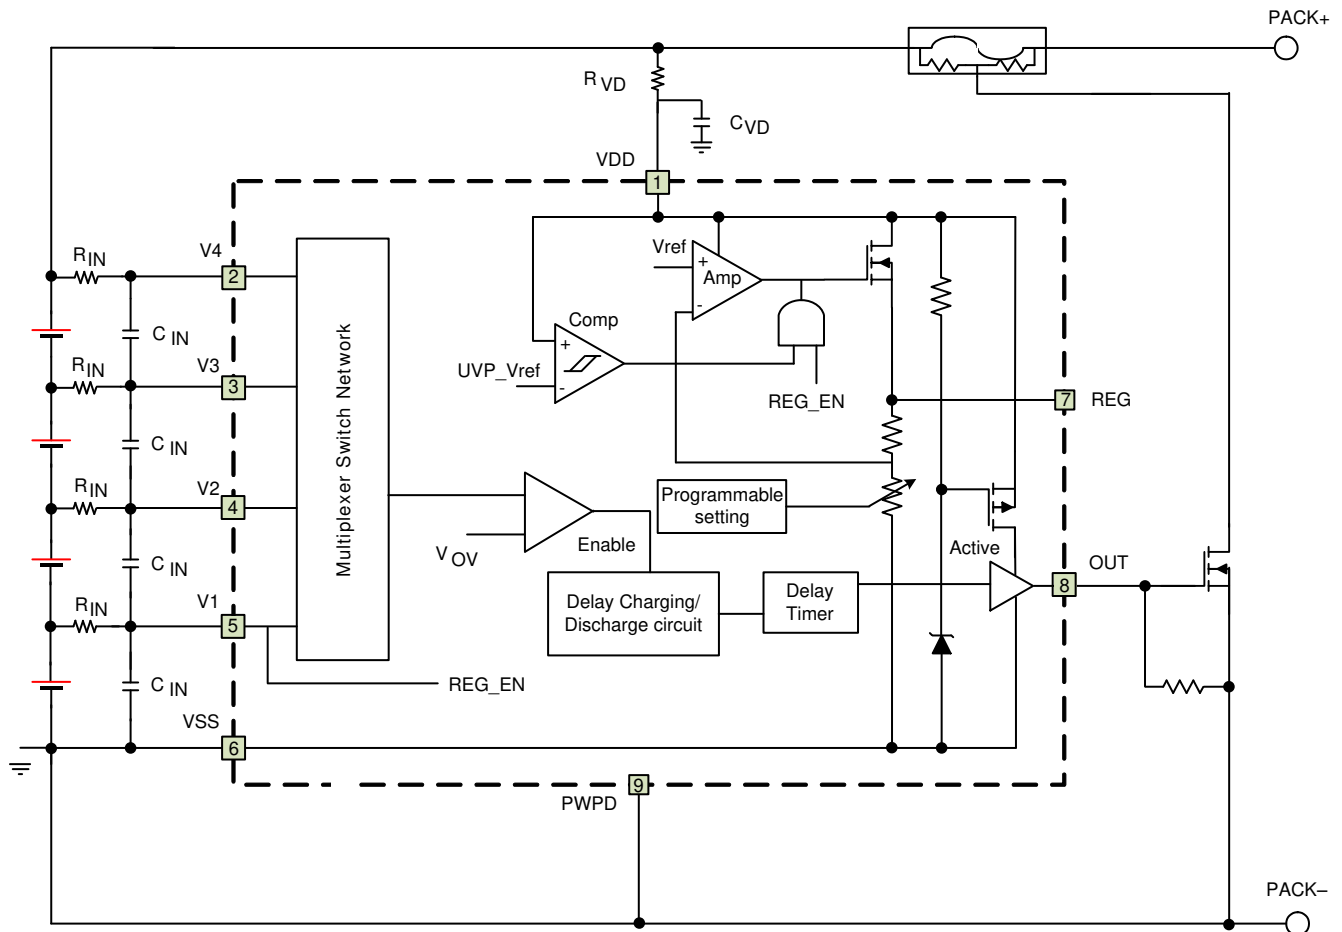 PACK+
R VD
C VD
VDD
1
R IN
V4
2
Vref
+
Amp
-
C IN
Comp
+
UVP_Vref
-
R IN
V3
3
REG_EN
7
REG
Multiplexer Switch Network
C IN
R IN
V2
4
Programmable
setting
V OV
Enable
Active
C IN
OUT
8
R IN
V1
5
Delay Charging/
Discharge circuit
Delay
Timer
REG_EN
C IN
VSS
6
9
PWPD
PACK–